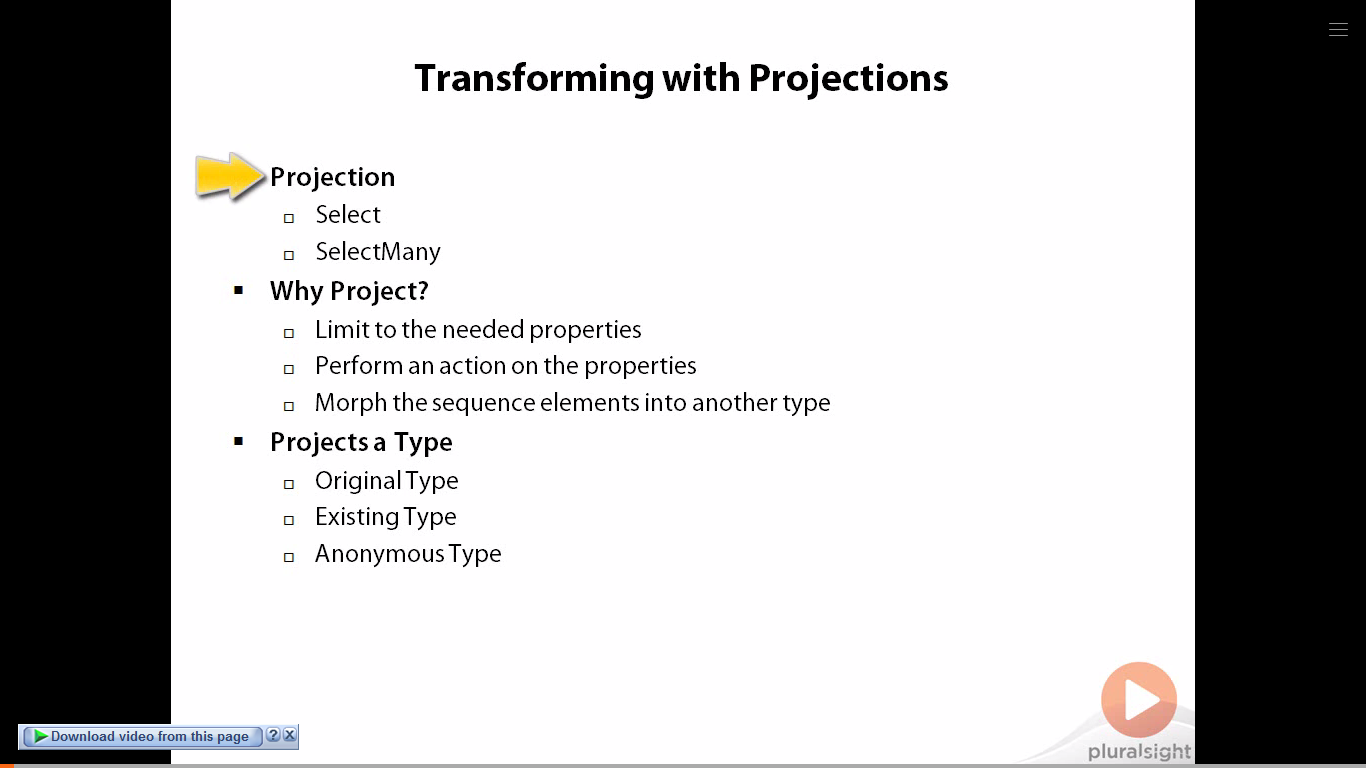 Transforming with Projections
Projection
Select
SelectMany
Why Project?
Limit to the needed properties
Perform an action on the properties
Morph the sequence elements into another type
Projects a Type
Original Type
Existing Type
Anonymous Type
Download video from this page ? X
pluralsight